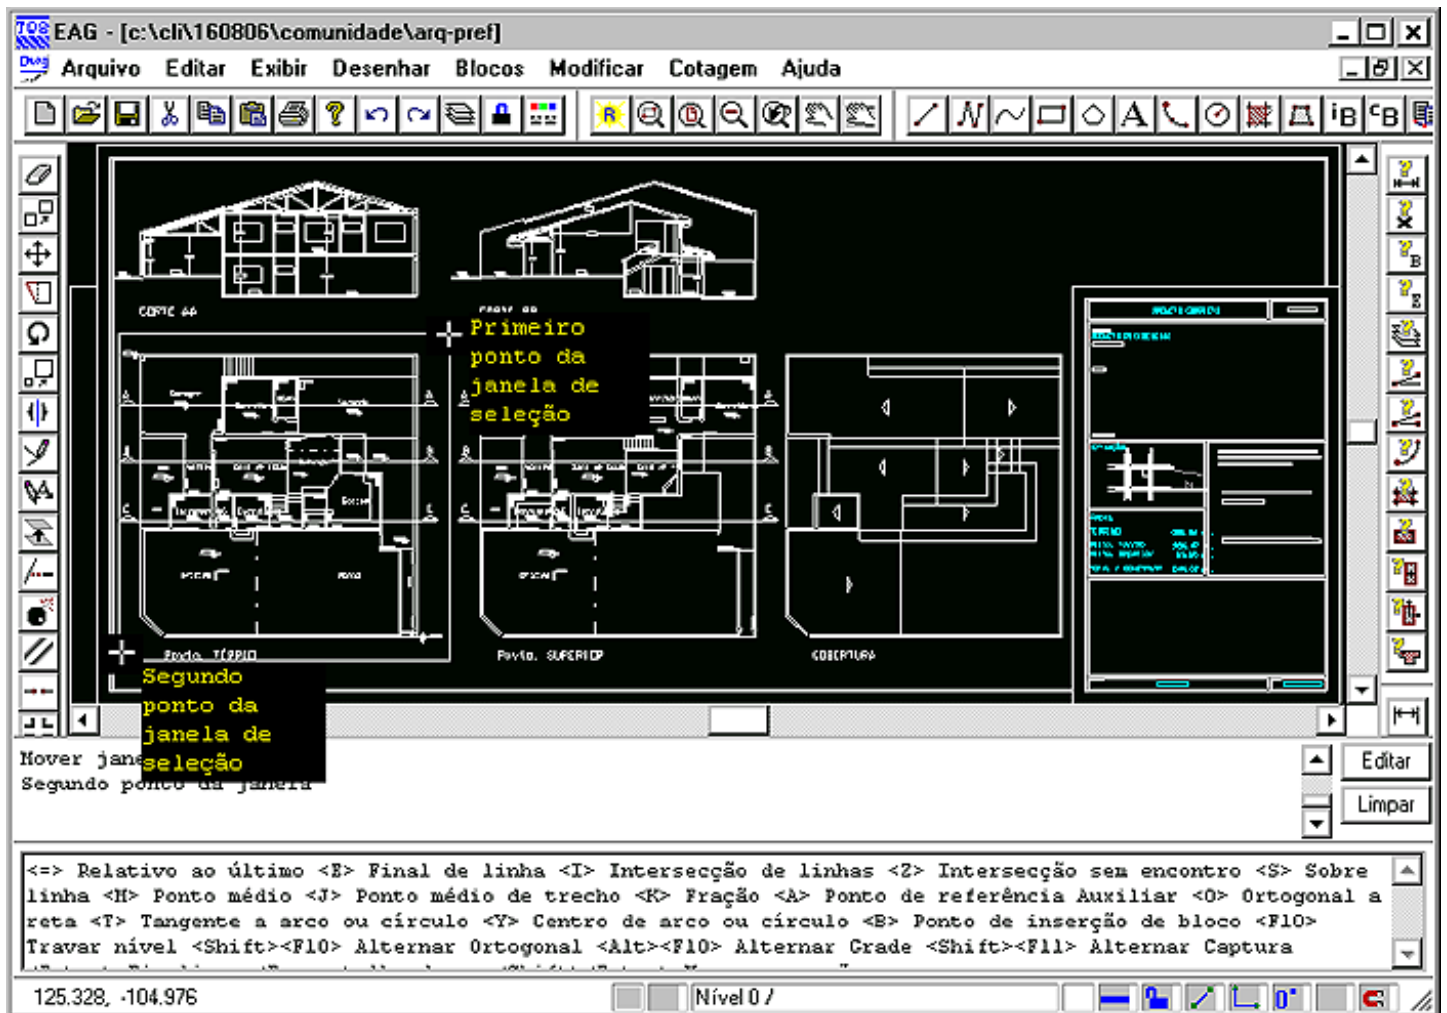 TQS EAG - [c:\cli\160806\comunidade\arq-pref]
Dwg Arquivo Editar Exibir Desenhar Blocos Modificar Cotagem Ajuda
CORTE AA
Primeiro
ponto da
janela de
seleção
Pavto. TÉRREO
Pavto. SUPERIOR
COBERTURA
Segundo
ponto da
janela de
seleção
Mover
Segundo ponto da janela
Editar
Limpar
<=> Relativo ao último <E> Final de linha <I> Intersecção de linhas <Z> Intersecção sem encontro <S> Sobre
linha <M> Ponto médio <J> Ponto médio de trecho <K> Fração <A> Ponto de referência Auxiliar <O> Ortogonal a
reta <T> Tangente a arco ou círculo <Y> Centro de arco ou círculo <B> Ponto de inserção de bloco <F10>
Travar nível <Shift><F10> Alternar Ortogonal <Alt><F10> Alternar Grade <Shift><F11> Alternar Captura
125.328, -104.976
Nível 0 /